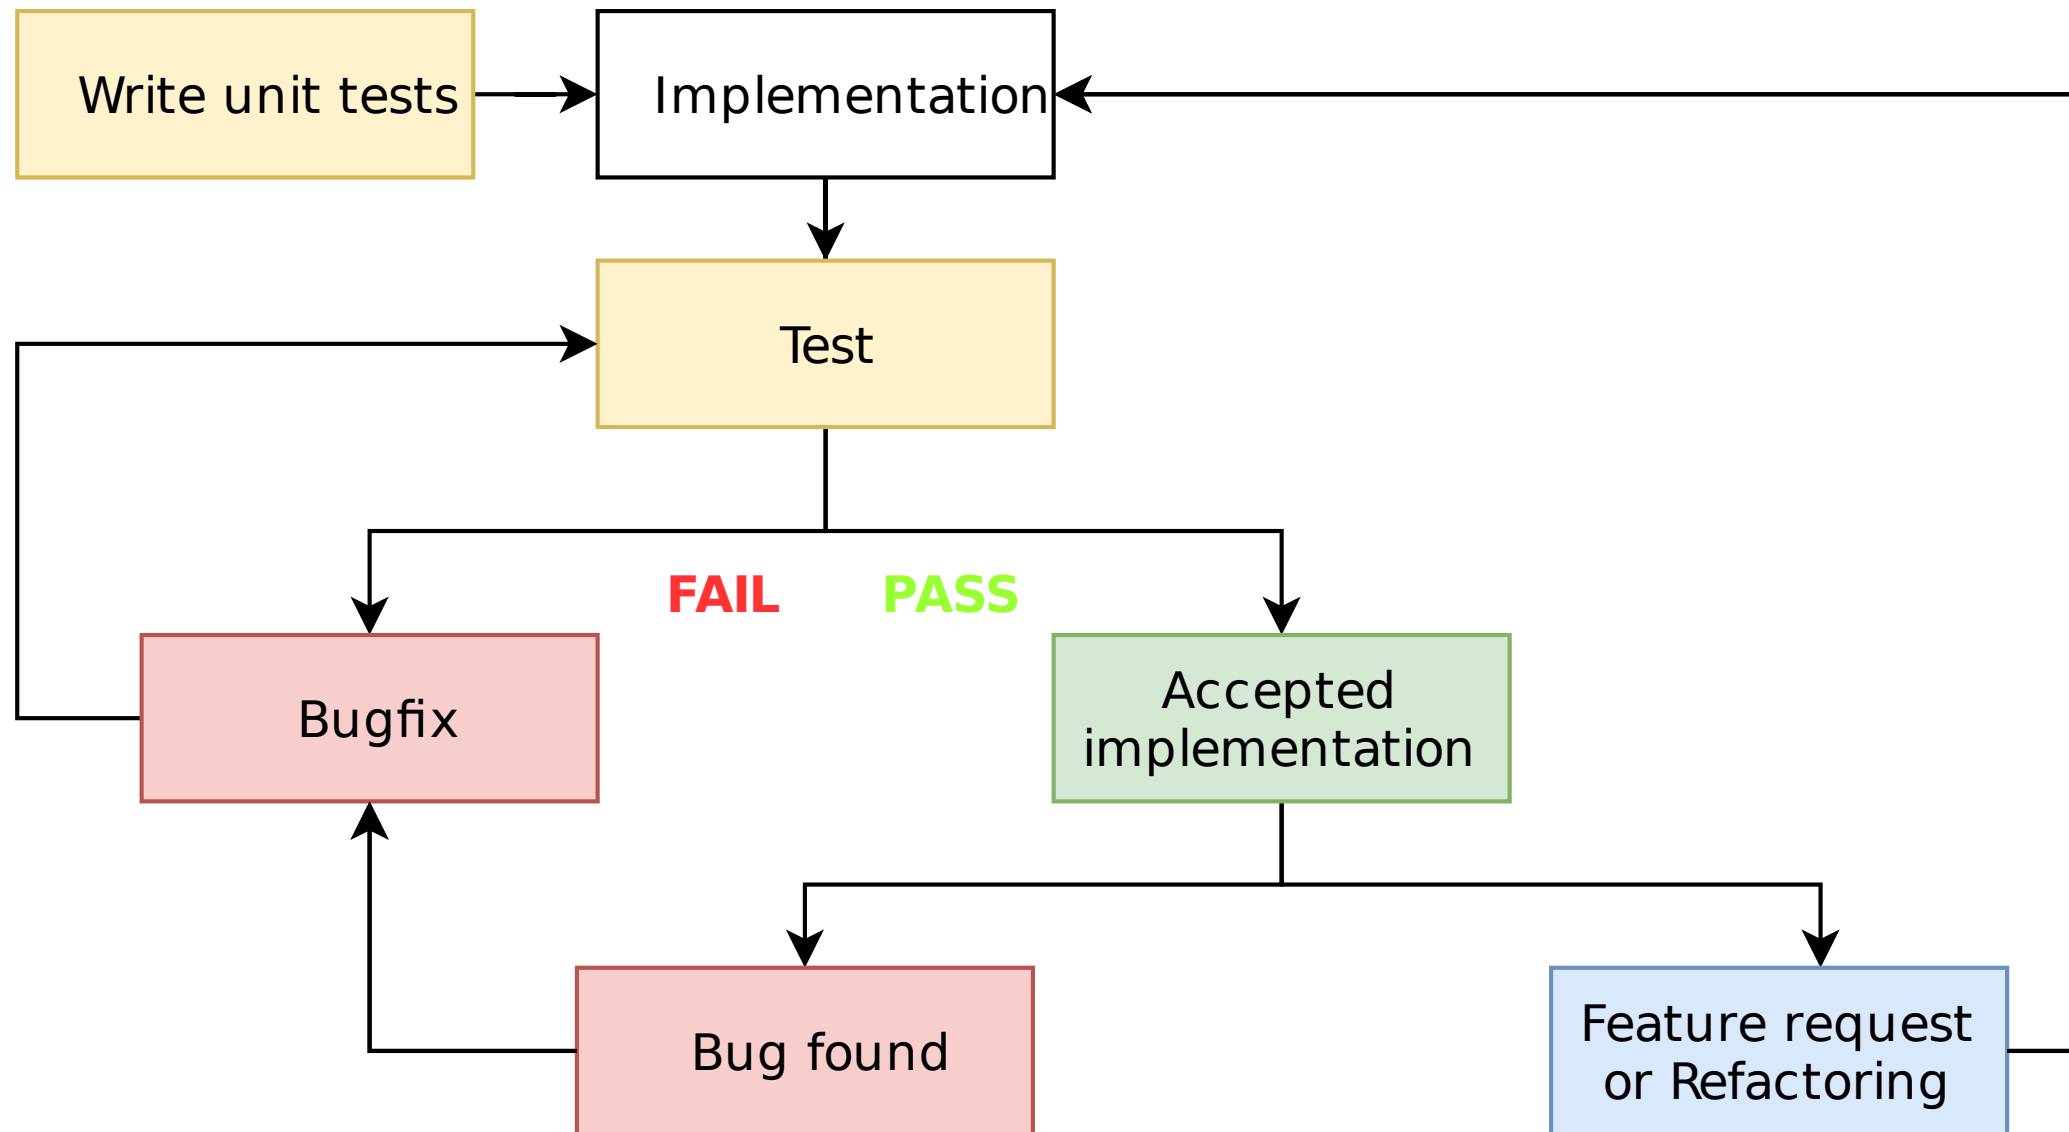 Write unit tests
Implementation
Test
FAIL
PASS
Bugfix
Accepted
implementation
Bug found
Feature request
or Refactoring